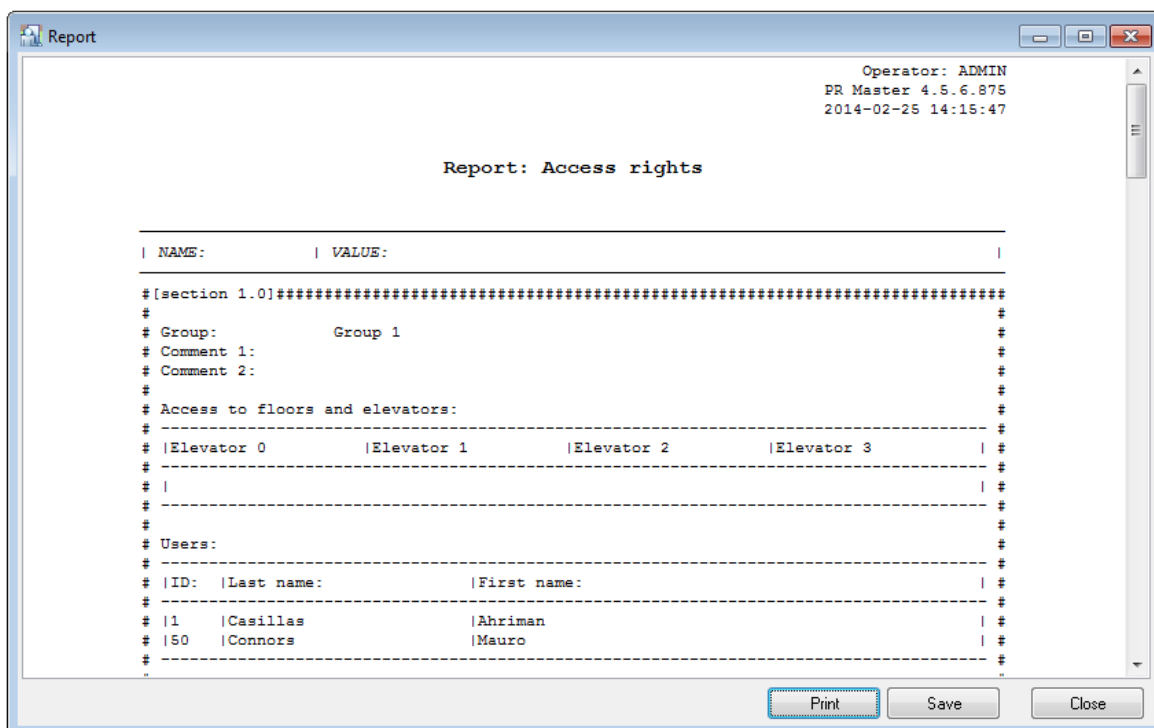 Report
Operator: ADMIN
PR Master 4.5.6.875
2014-02-25 14:15:47
Report: Access rights
| NAME: | VALUE: |
#[section 1.0]############################################################################
# #
# Group: Group 1 #
# Comment 1: #
# Comment 2: #
# #
# Access to floors and elevators: #
# -------------------------------------------------------------------------------------- #
# |Elevator 0 |Elevator 1 |Elevator 2 |Elevator 3 | #
# -------------------------------------------------------------------------------------- #
# | | #
# -------------------------------------------------------------------------------------- #
# #
# Users: #
# -------------------------------------------------------------------------------------- #
# |ID: |Last name: |First name: | #
# -------------------------------------------------------------------------------------- #
# |1 |Casillas |Ahriman | #
# |50 |Connors |Mauro | #
# -------------------------------------------------------------------------------------- #
Print Save Close